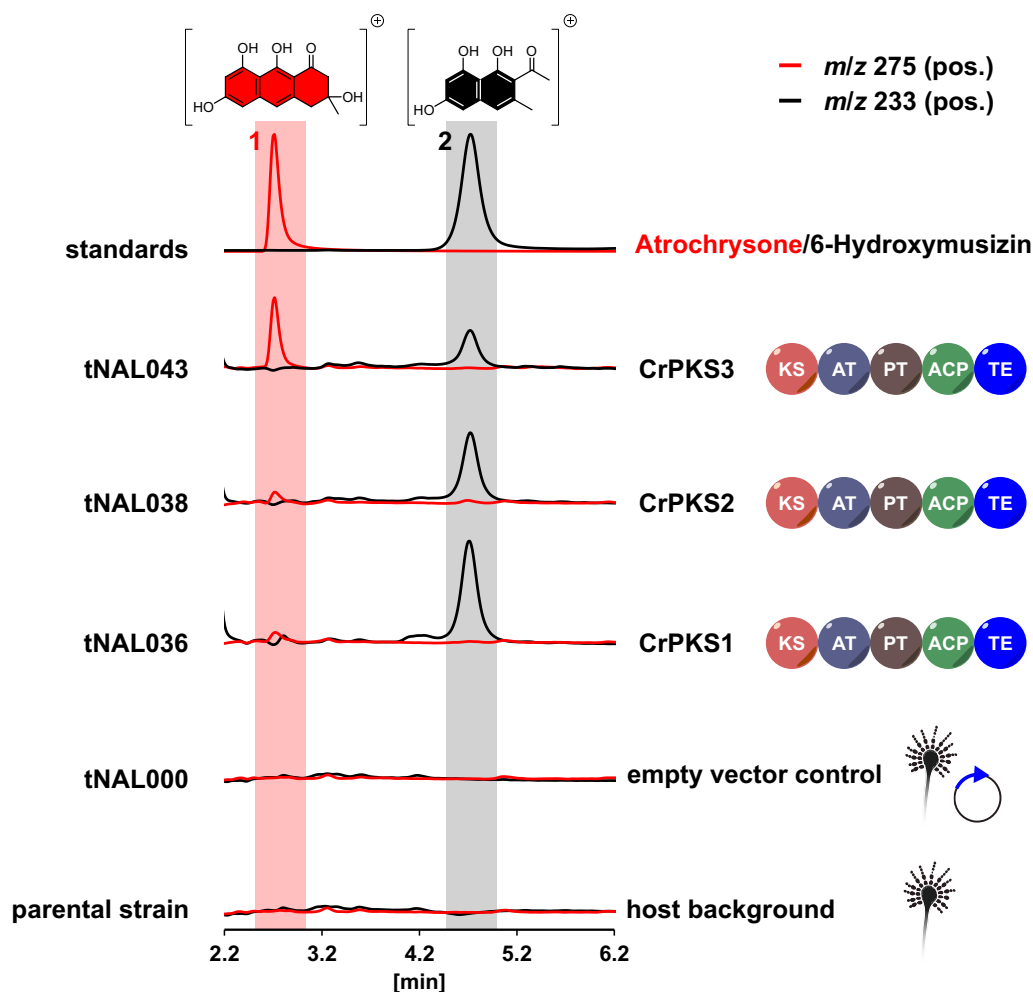 OH OH O
HO OH
OH OH O
HO
m/z 275 (pos.)
m/z 233 (pos.)
1
2
standards
Atrochrysone/6-Hydroxymusizin
tNAL043
CrPKS3
KS AT PT ACP TE
tNAL038
CrPKS2
KS AT PT ACP TE
tNAL036
CrPKS1
KS AT PT ACP TE
tNAL000
empty vector control
parental strain
host background
2.2 3.2 4.2 5.2 6.2
[min]